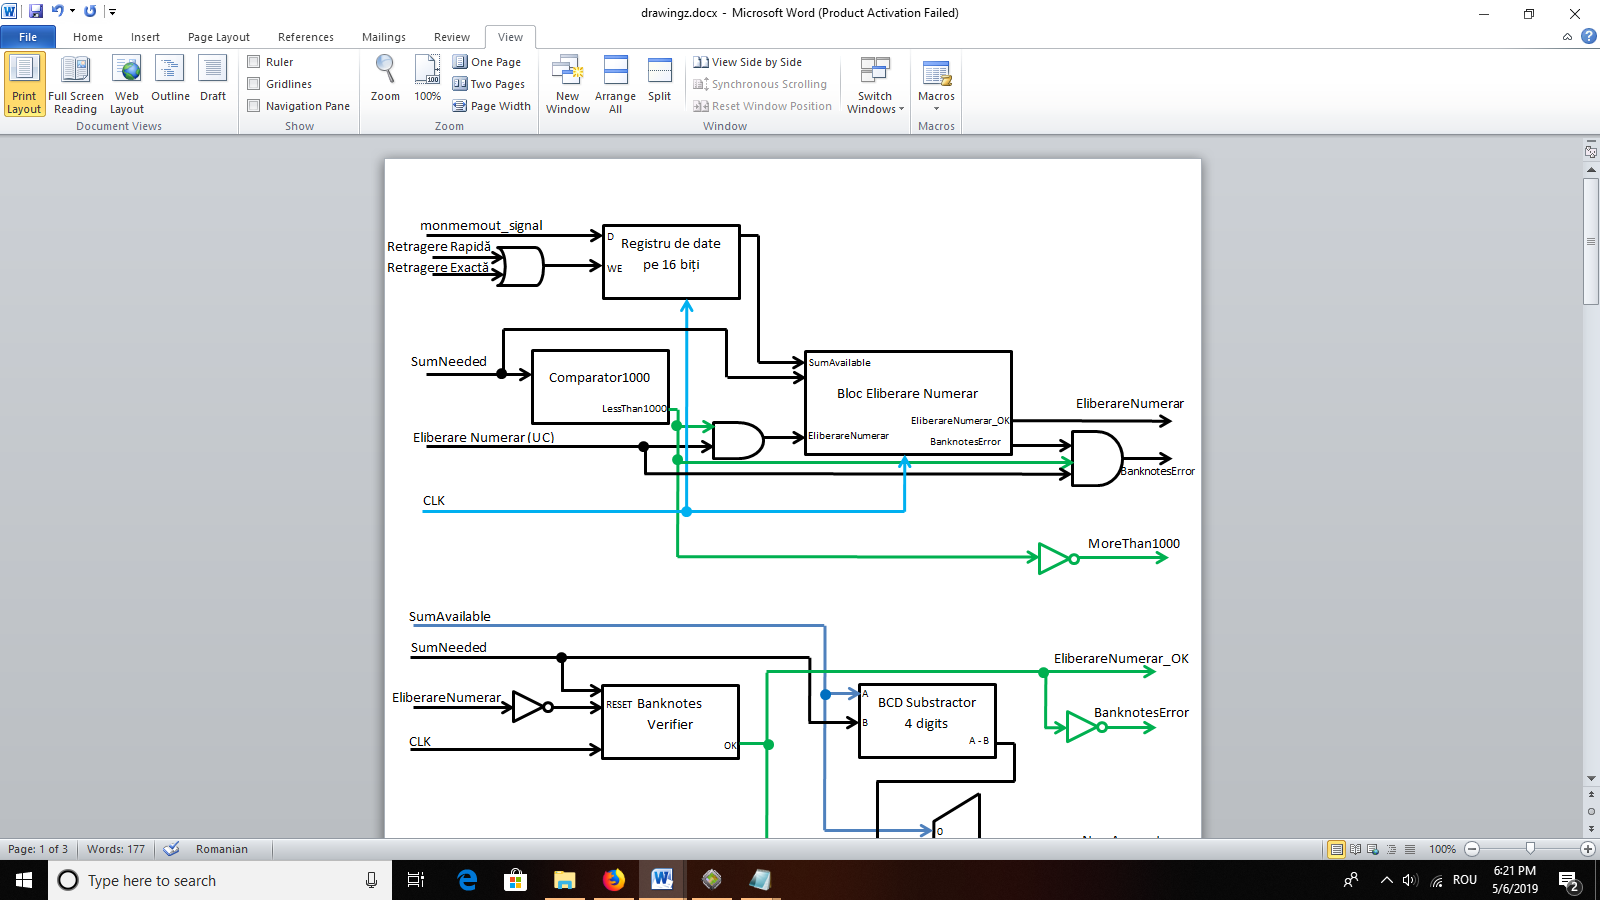 drawingz.docx - Microsoft Word (Product Activation Failed)
File Home Insert Page Layout References Mailings Review View
Print Layout
Full Screen Reading
Web Layout
Outline
Draft
Document Views
Ruler
Gridlines
Navigation Pane
Show
Zoom
100%
One Page
Two Pages
Page Width
Zoom
New Window
Arrange All
Split
View Side by Side
Synchronous Scrolling
Reset Window Position
Window
Switch Windows
Macros
Macros
monmemout_signal
Retragere Rapidă
Retragere Exactă
D
WE
Registru de date
pe 16 biți
SumNeeded
Comparator1000
LessThan1000
Eliberare Numerar (UC)
CLK
SumAvailable
Bloc Eliberare Numerar
EliberareNumerar_OK
EliberareNumerar
BanknotesError
EliberareNumerar
BanknotesError
MoreThan1000
SumAvailable
SumNeeded
EliberareNumerar
CLK
RESET Banknotes
Verifier
OK
A
B
BCD Substractor
4 digits
A - B
0
EliberareNumerar_OK
BanknotesError
Page: 1 of 3 Words: 177 Romanian 100%
Type here to search
ROU
6:21 PM
5/6/2019
2